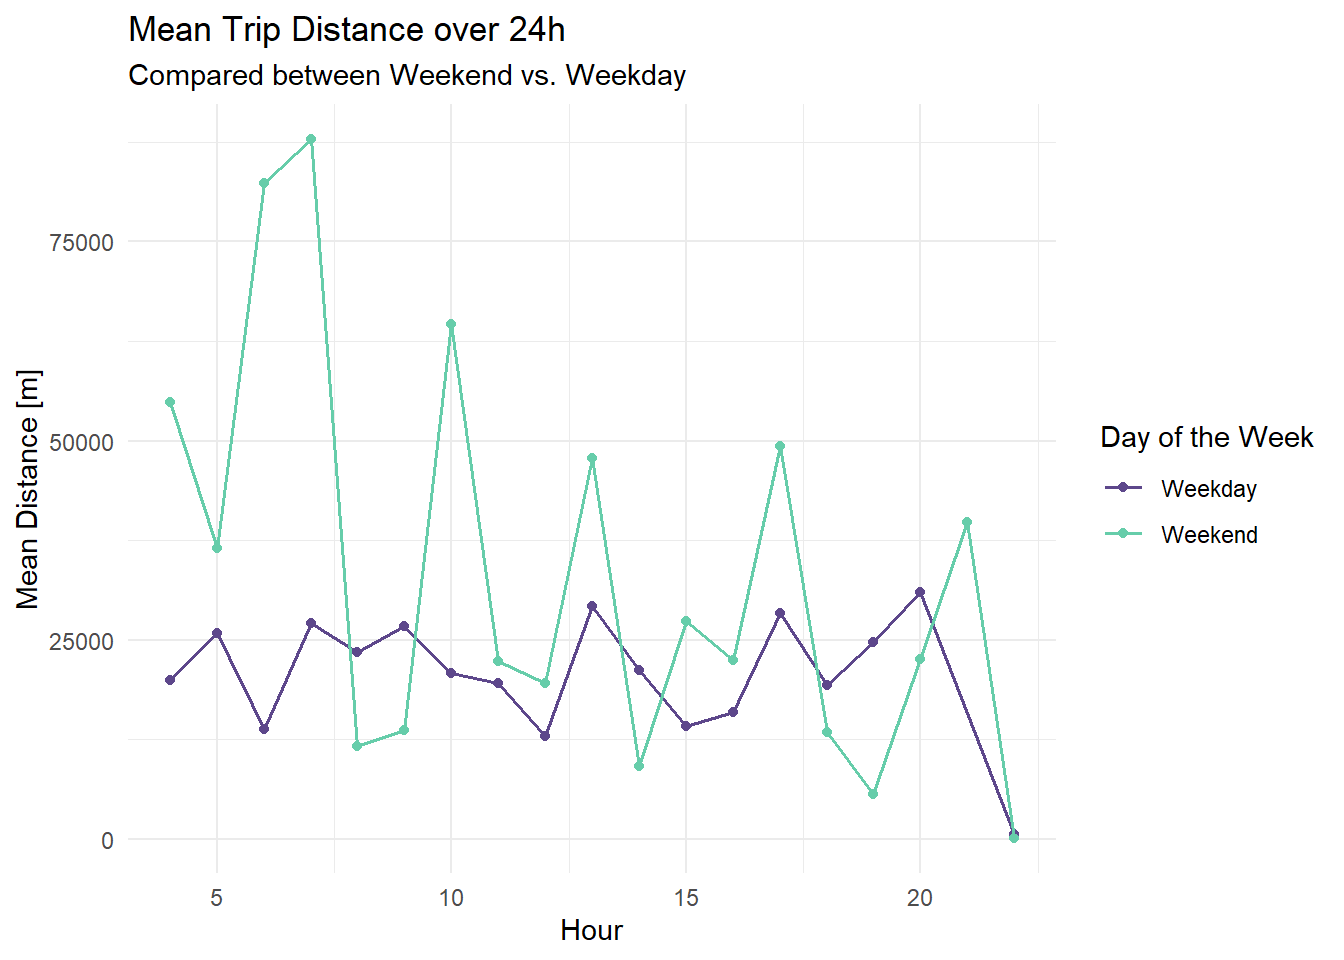 Mean Trip Distance over 24h
Compared between Weekend vs. Weekday
Mean Distance [m]
75000
50000
25000
0
5
10
15
20
Hour
Day of the Week
Weekday
Weekend